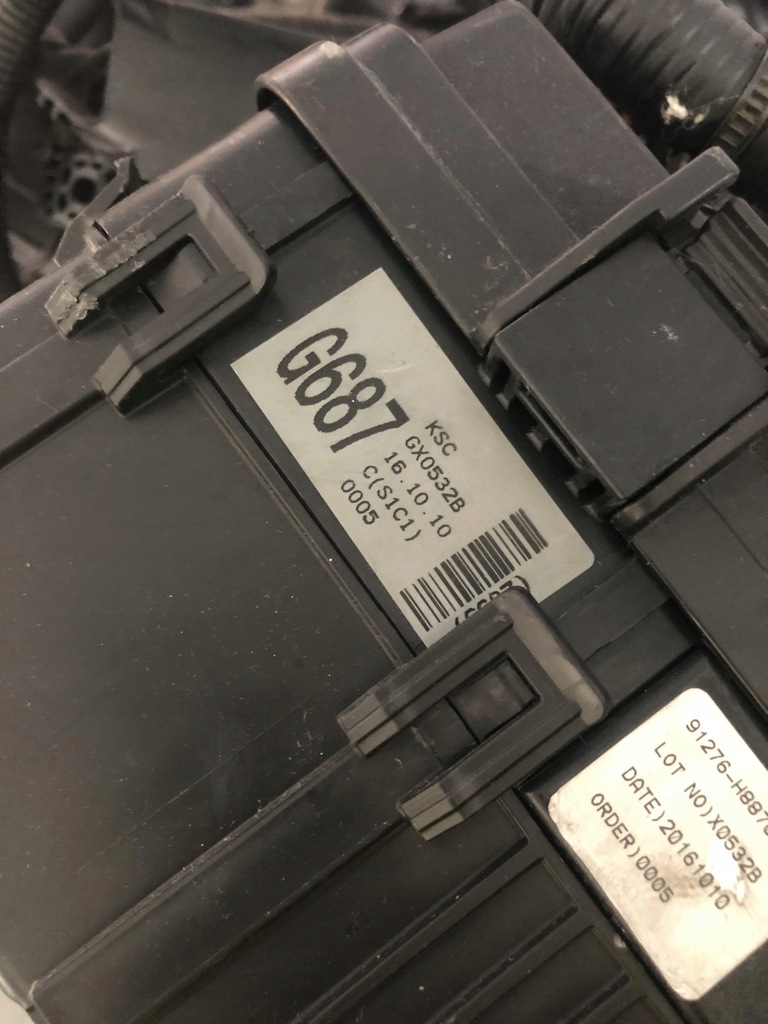 G687
KSC
GX0532B
16.10.10
C(S1C1)
0005
LOT NO)X0532B
DATE)20161010
ORDER)0005